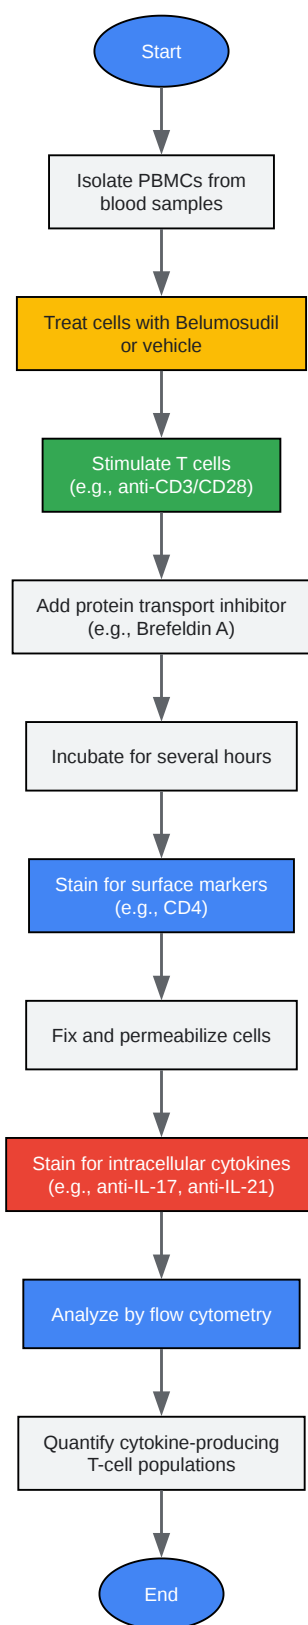 Start
Isolate PBMCs from
blood samples
Treat cells with Belumosudil
or vehicle
Stimulate T cells
(e.g., anti-CD3/CD28)
Add protein transport inhibitor
(e.g., Brefeldin A)
Incubate for several hours
Stain for surface markers
(e.g., CD4)
Fix and permeabilize cells
Stain for intracellular cytokines
(e.g., anti-IL-17, anti-IL-21)
Analyze by flow cytometry
Quantify cytokine-producing
T-cell populations
End